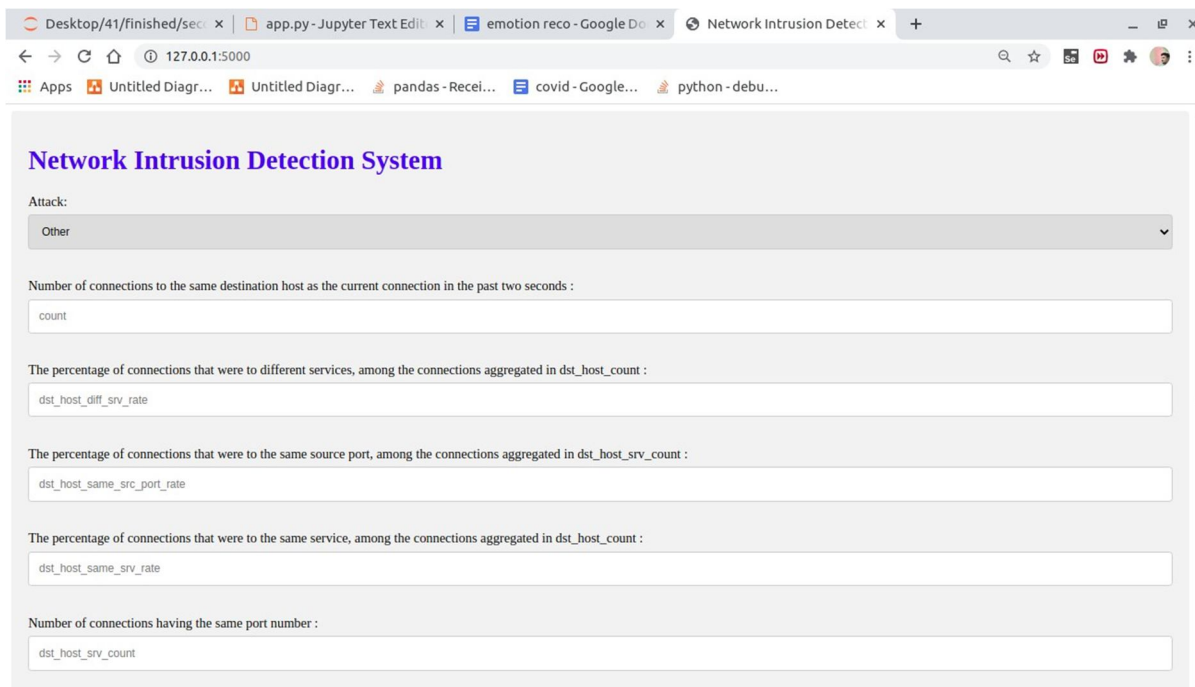 Desktop/41/finished/sec
app.py - Jupyter Text Edit
emotion reco - Google Do
Network Intrusion Detect
127.0.0.1:5000
Apps
Untitled Diagr...
Untitled Diagr...
pandas - Recei...
covid - Google...
python - debu...
Network Intrusion Detection System
Attack:
Other
Number of connections to the same destination host as the current connection in the past two seconds :
count
The percentage of connections that were to different services, among the connections aggregated in dst_host_count :
dst_host_diff_srv_rate
The percentage of connections that were to the same source port, among the connections aggregated in dst_host_srv_count :
dst_host_same_src_port_rate
The percentage of connections that were to the same service, among the connections aggregated in dst_host_count :
dst_host_same_srv_rate
Number of connections having the same port number :
dst_host_srv_count